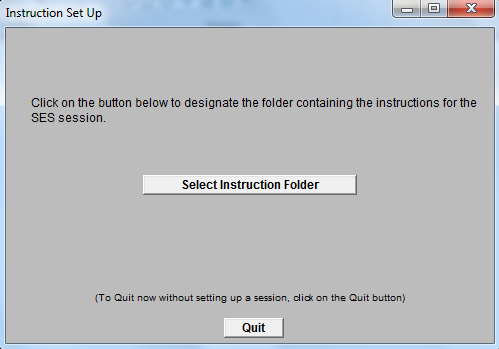 Instruction Set Up
Click on the button below to designate the folder containing the instructions for the
SES session.
Select Instruction Folder
(To Quit now without setting up a session, click on the Quit button)
Quit